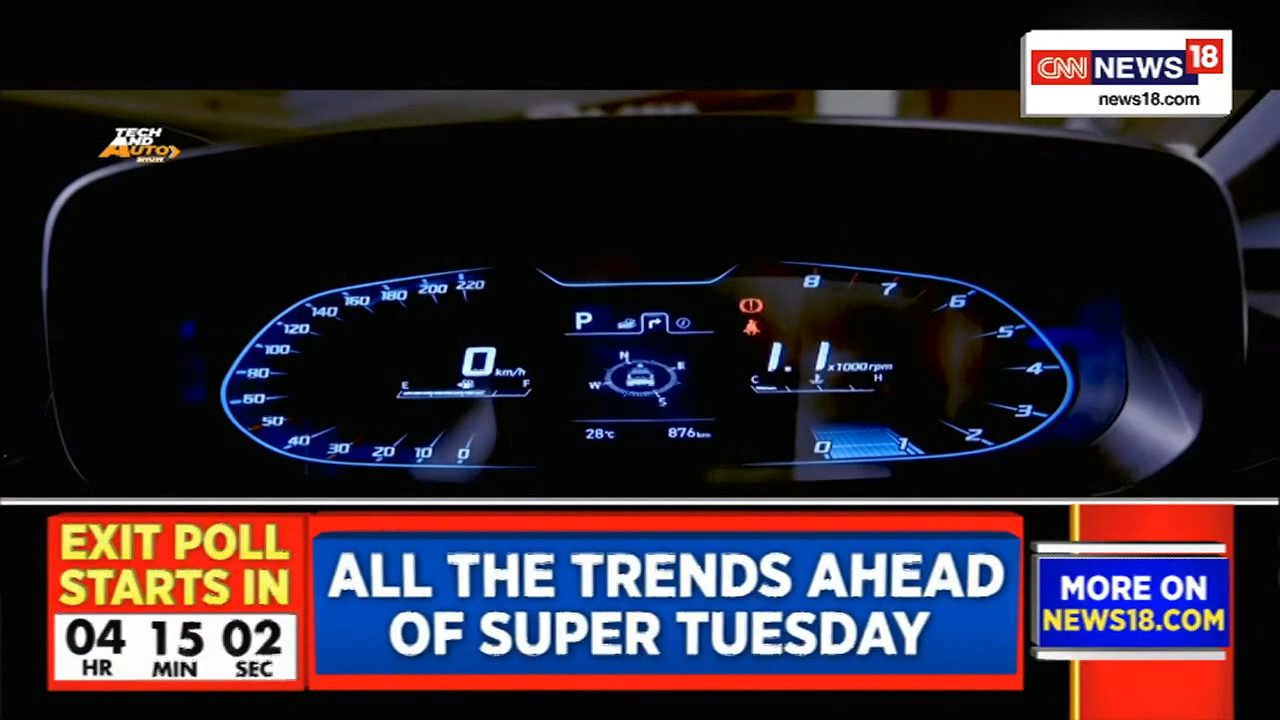 CNN NEWS 18
news18.com
TECH
AND
AUTO
SHOW
220
200
180
160
140
120
100
80
60
50
40
30
20
10
0
P
0 km/h
E F
N
W E
S
28°c 876km
1.1 x1000rpm
C H
8
7
6
5
4
3
2
1
0
EXIT POLL
STARTS IN
04 15 02
HR MIN SEC
ALL THE TRENDS AHEAD
OF SUPER TUESDAY
MORE ON
NEWS18.COM